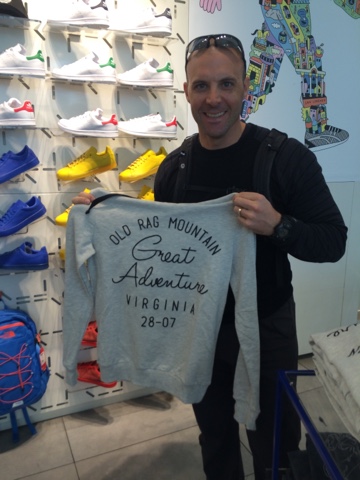 OLD RAG MOUNTAIN
Great
Adventure
VIRGINIA
28-07